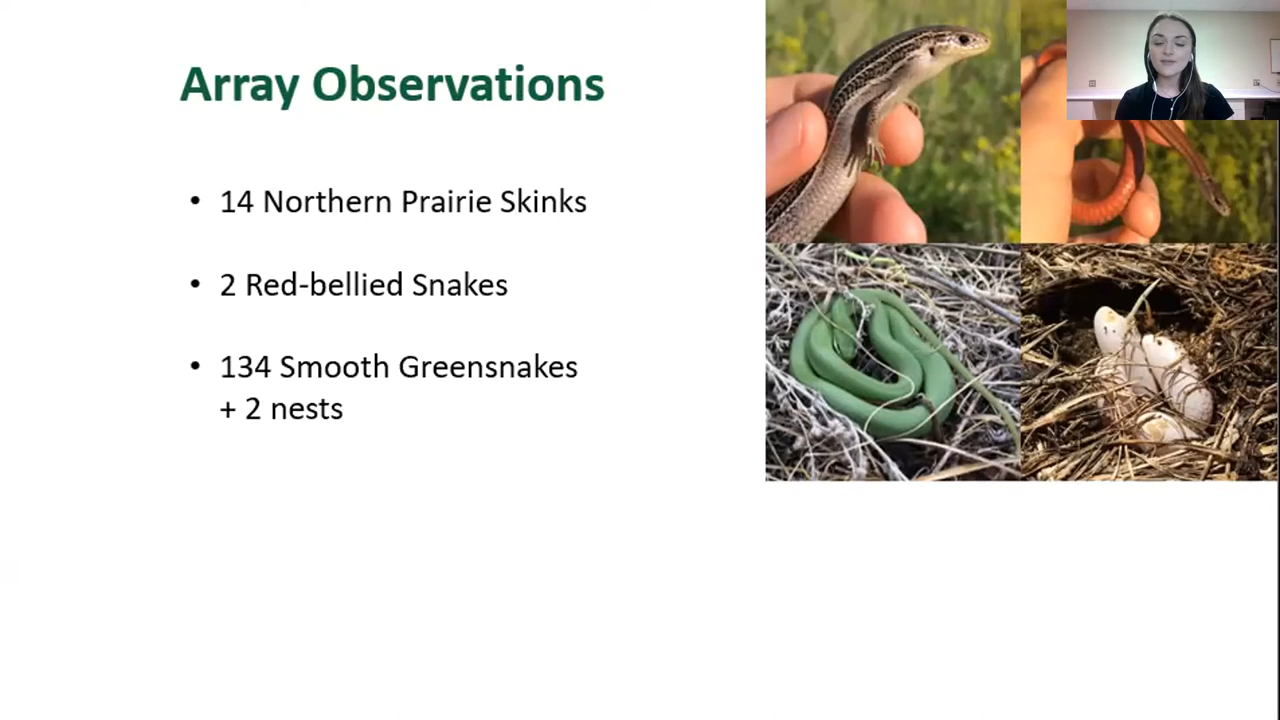 Array Observations
• 14 Northern Prairie Skinks
• 2 Red-bellied Snakes
• 134 Smooth Greensnakes
+ 2 nests